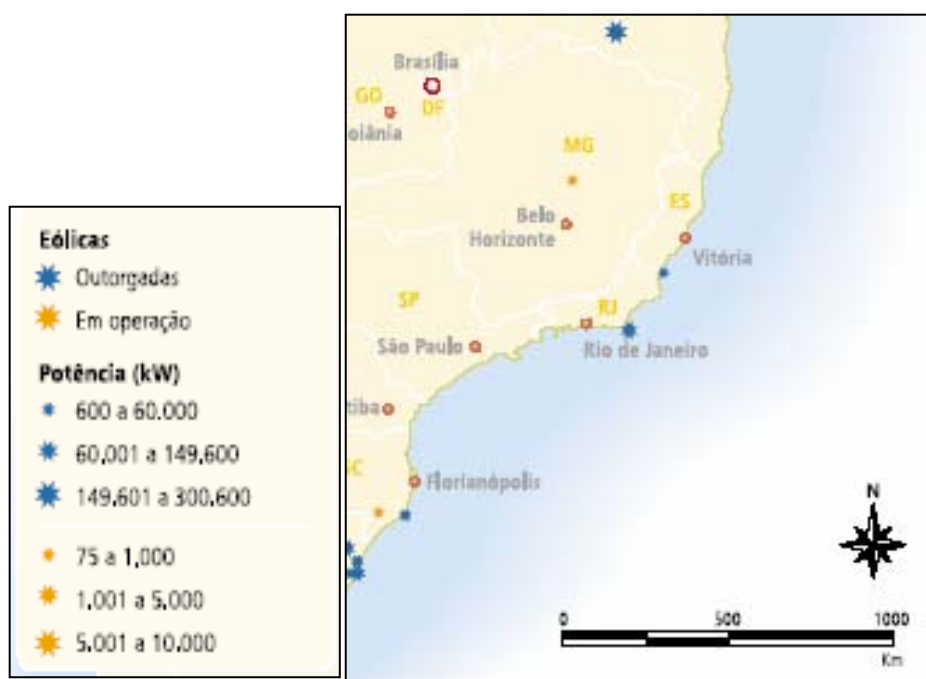 Eólicas
Outorgadas
Em operação
Potência (kW)
600 a 60.000
60,001 a 149,600
149,601 a 300,600
75 a 1,000
1,001 a 5,000
5,001 a 10,000
Brasília
GO
DF
oiânia
MG
Belo
Horizonte
ES
Vitória
SP
RJ
São Paulo
Rio de Janeiro
tiba
SC
Florianópolis
N
0 500 1000
Km